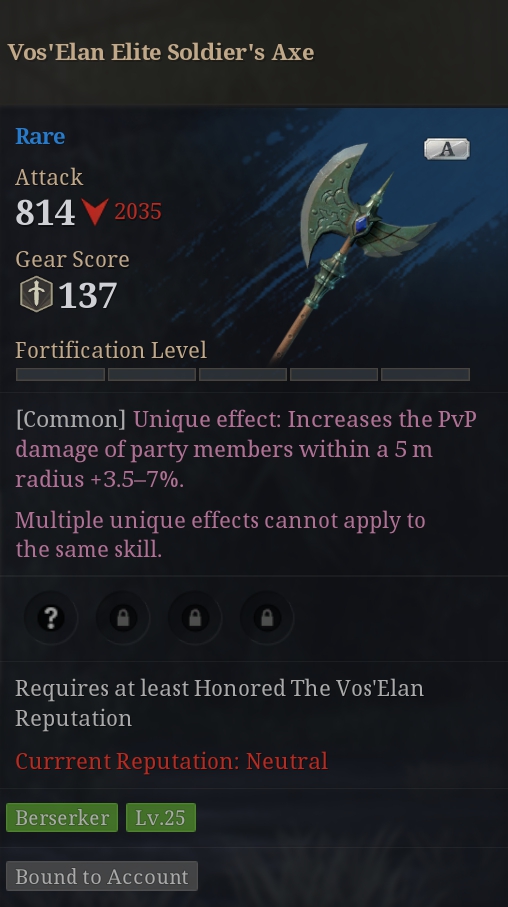 Vos'Elan Elite Soldier's Axe
Rare
A
Attack
814 2035
Gear Score
137
Fortification Level
[Common] Unique effect: Increases the PvP
damage of party members within a 5 m
radius +3.5–7%.
Multiple unique effects cannot apply to
the same skill.
?
Requires at least Honored The Vos'Elan
Reputation
Currrent Reputation: Neutral
Berserker Lv.25
Bound to Account